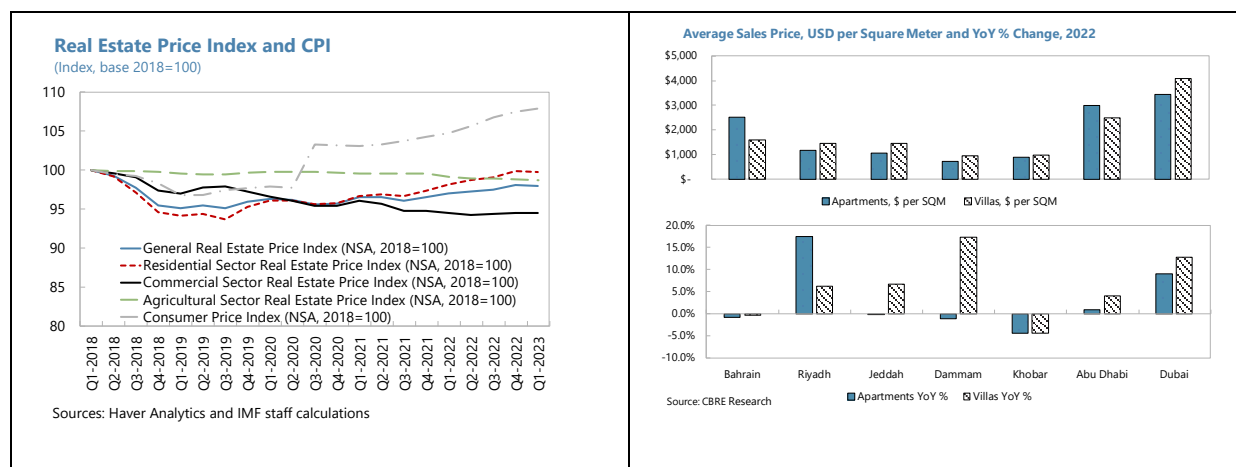 Real Estate Price Index and CPI
(Index, base 2018=100)
110
105
100
95
90
85
80
General Real Estate Price Index (NSA, 2018=100)
Residential Sector Real Estate Price Index (NSA, 2018=100)
Commercial Sector Real Estate Price Index (NSA, 2018=100)
Agricultural Sector Real Estate Price Index (NSA, 2018=100)
Consumer Price Index (NSA, 2018=100)
Q1-2018
Q2-2018
Q3-2018
Q4-2018
Q1-2019
Q2-2019
Q3-2019
Q4-2019
Q1-2020
Q2-2020
Q3-2020
Q4-2020
Q1-2021
Q2-2021
Q3-2021
Q4-2021
Q1-2022
Q2-2022
Q3-2022
Q4-2022
Q1-2023
Sources: Haver Analytics and IMF staff calculations
Average Sales Price, USD per Square Meter and YoY % Change, 2022
$5,000
$4,000
$3,000
$2,000
$1,000
$-
Apartments, $ per SQM Villas, $ per SQM
20.0%
15.0%
10.0%
5.0%
0.0%
-5.0%
-10.0%
Bahrain Riyadh Jeddah Dammam Khobar Abu Dhabi Dubai
Apartments YoY % Villas YoY %
Source: CBRE Research